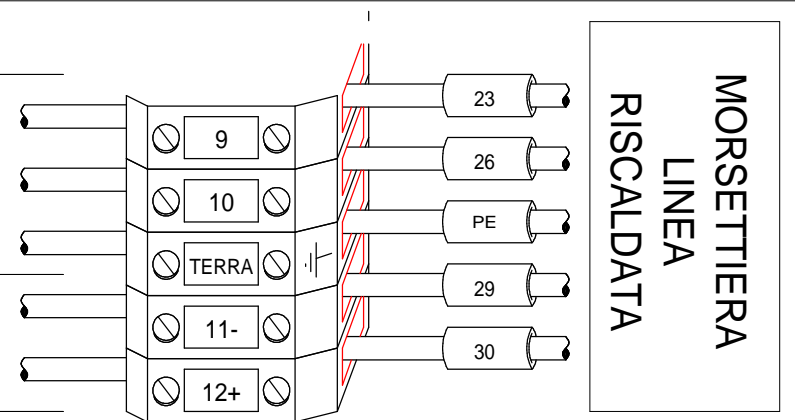 9
10
TERRA
11-
12+
23
26
PE
29
30
MORSETTIERA
LINEA
RISCALDATA